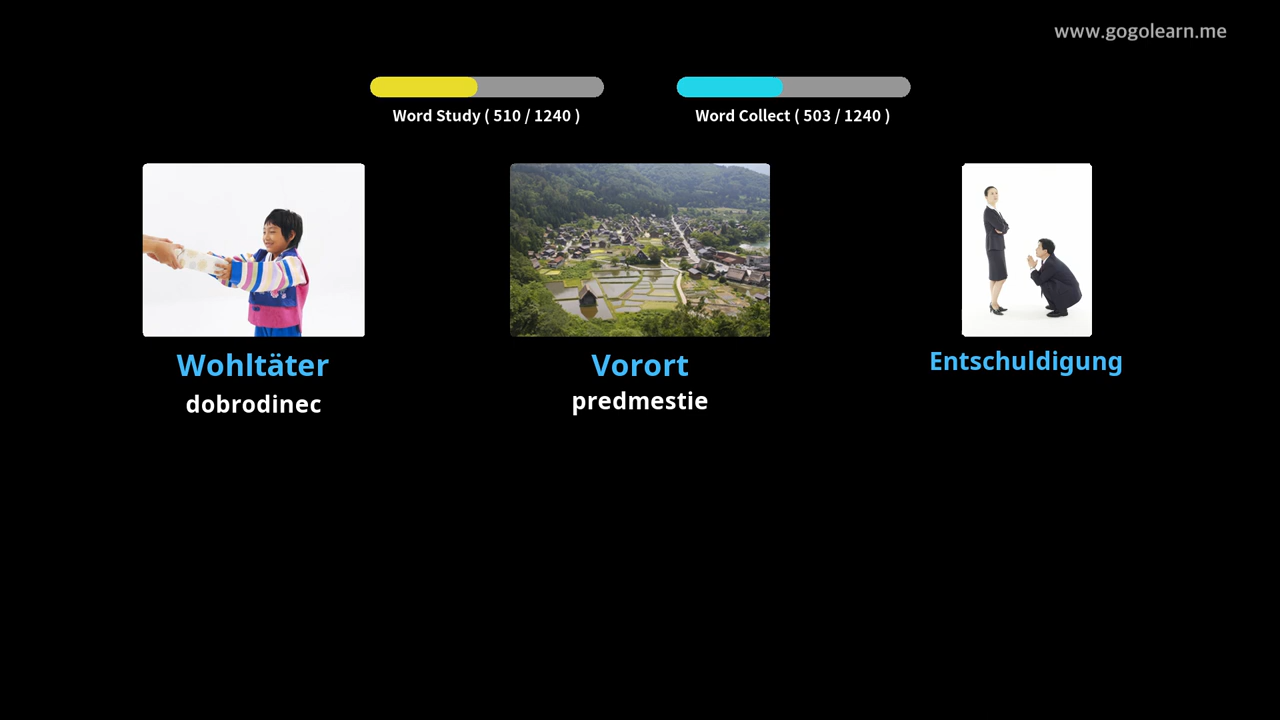 www.gogolearn.me
Word Study ( 510 / 1240 )
Word Collect ( 503 / 1240 )
Wohltäter
dobrodinec
Vorort
predmestie
Entschuldigung